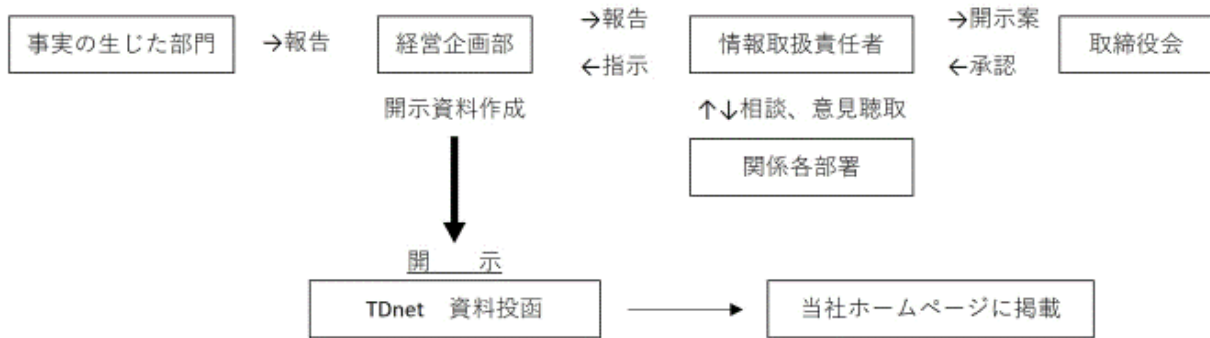 →報告 →報告 →開示案
事実の生じた部門 経営企画部 情報取扱責任者 取締役会
←指示 ←承認
開示資料作成 ↑↓相談、意見聴取
関係各部署
開 示
TDnet 資料投函 当社ホームページに掲載